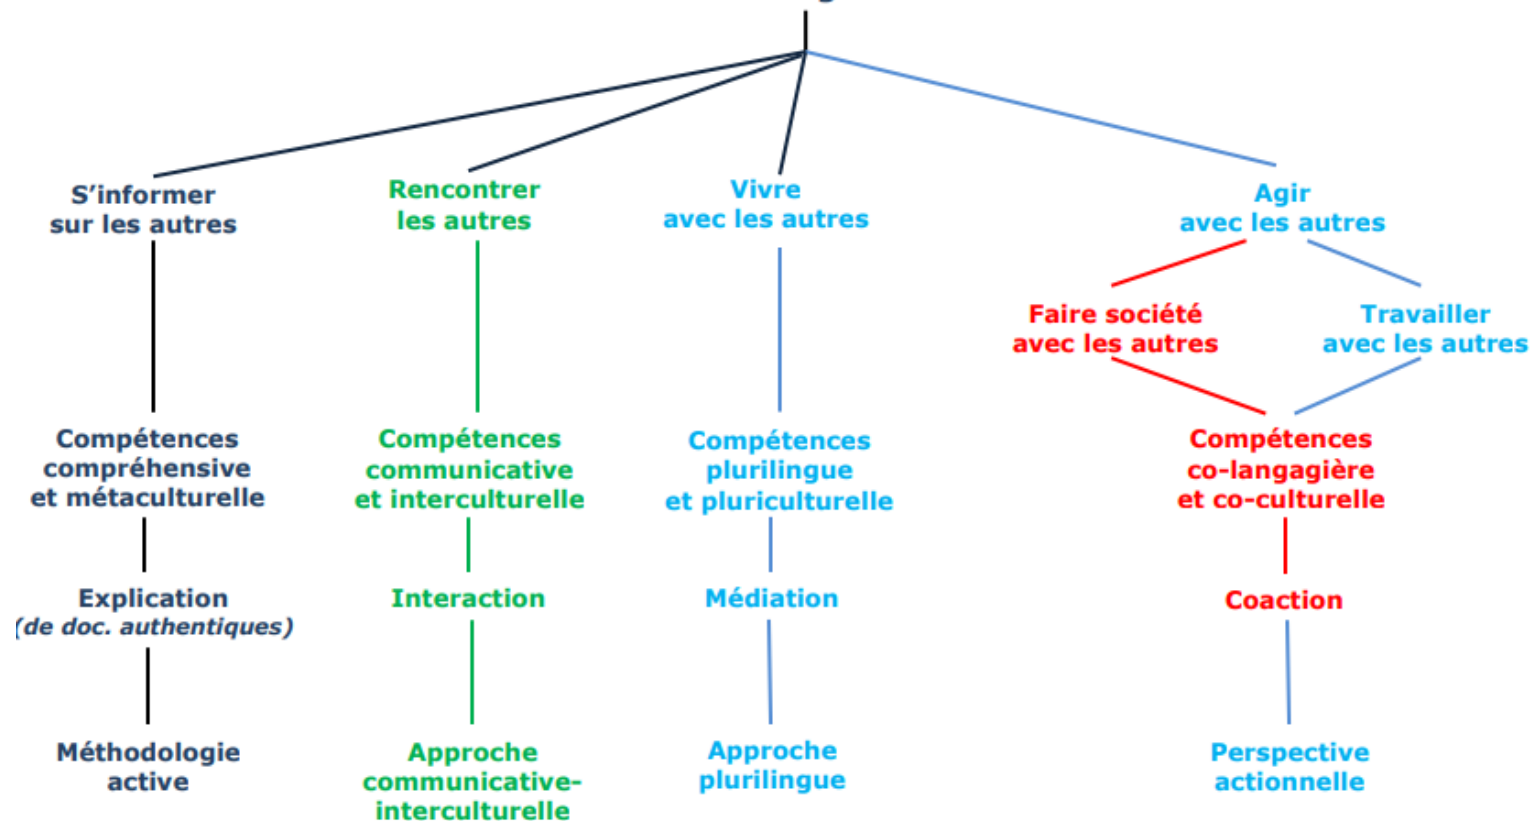 S’informer
sur les autres
Rencontrer
les autres
Vivre
avec les autres
Agir
avec les autres
Faire société
avec les autres
Travailler
avec les autres
Compétences
compréhensive
et métaculturelle
Compétences
communicative
et interculturelle
Compétences
plurilingue
et pluriculturelle
Compétences
co-langagière
et co-culturelle
Explication
(de doc. authentiques)
Interaction
Médiation
Coaction
Méthodologie
active
Approche
communicative-
interculturelle
Approche
plurilingue
Perspective
actionnelle